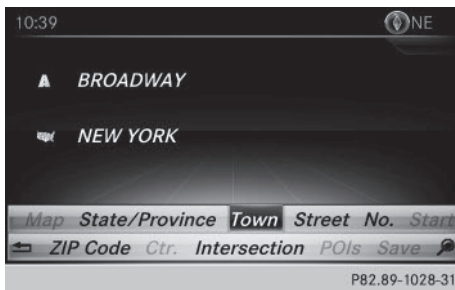 10:39 NE
BROADWAY
NEW YORK
Map State/Province Town Street No. Start
ZIP Code Ctr. Intersection POIs Save
P82.89-1028-31